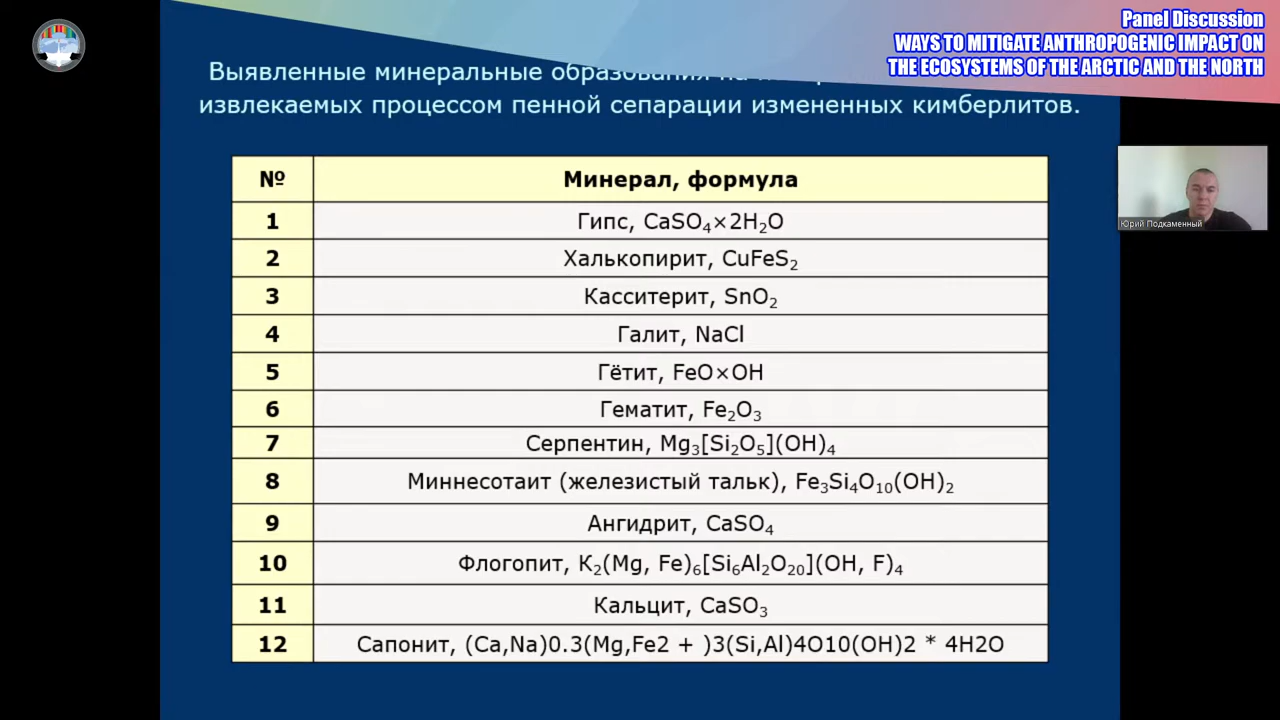 Panel Discussion
WAYS TO MITIGATE ANTHROPOGENIC IMPACT ON
THE ECOSYSTEMS OF THE ARCTIC AND THE NORTH
Выявленные минеральные образования
извлекаемых процессом пенной сепарации измененных кимберлитов.
№ Минерал, формула
1 Гипс, CaSO₄×2H₂O
2 Халькопирит, CuFeS₂
3 Касситерит, SnO₂
4 Галит, NaCl
5 Гётит, FeO×OH
6 Гематит, Fe₂O₃
7 Серпентин, Mg₃[Si₂O₅](OH)₄
8 Миннесотаит (железистый тальк), Fe₃Si₄O₁₀(OH)₂
9 Ангидрит, CaSO₄
10 Флогопит, K₂(Mg, Fe)₆[Si₆Al₂O₂₀](OH, F)₄
11 Кальцит, CaSO₃
12 Сапонит, (Ca,Na)0.3(Mg,Fe2 + )3(Si,Al)4O10(OH)2 * 4H2O
Юрий Подкаменный